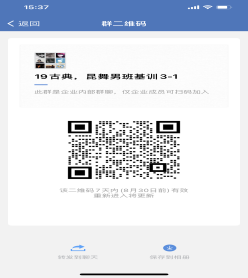 15:37
返回
群二维码
19古典，昆舞男班基训3-1
此群是企业内部群聊，仅企业成员可扫码加入
该二维码7天内(8月30日前)有效
重新进入将更新
转发到聊天
保存到相册